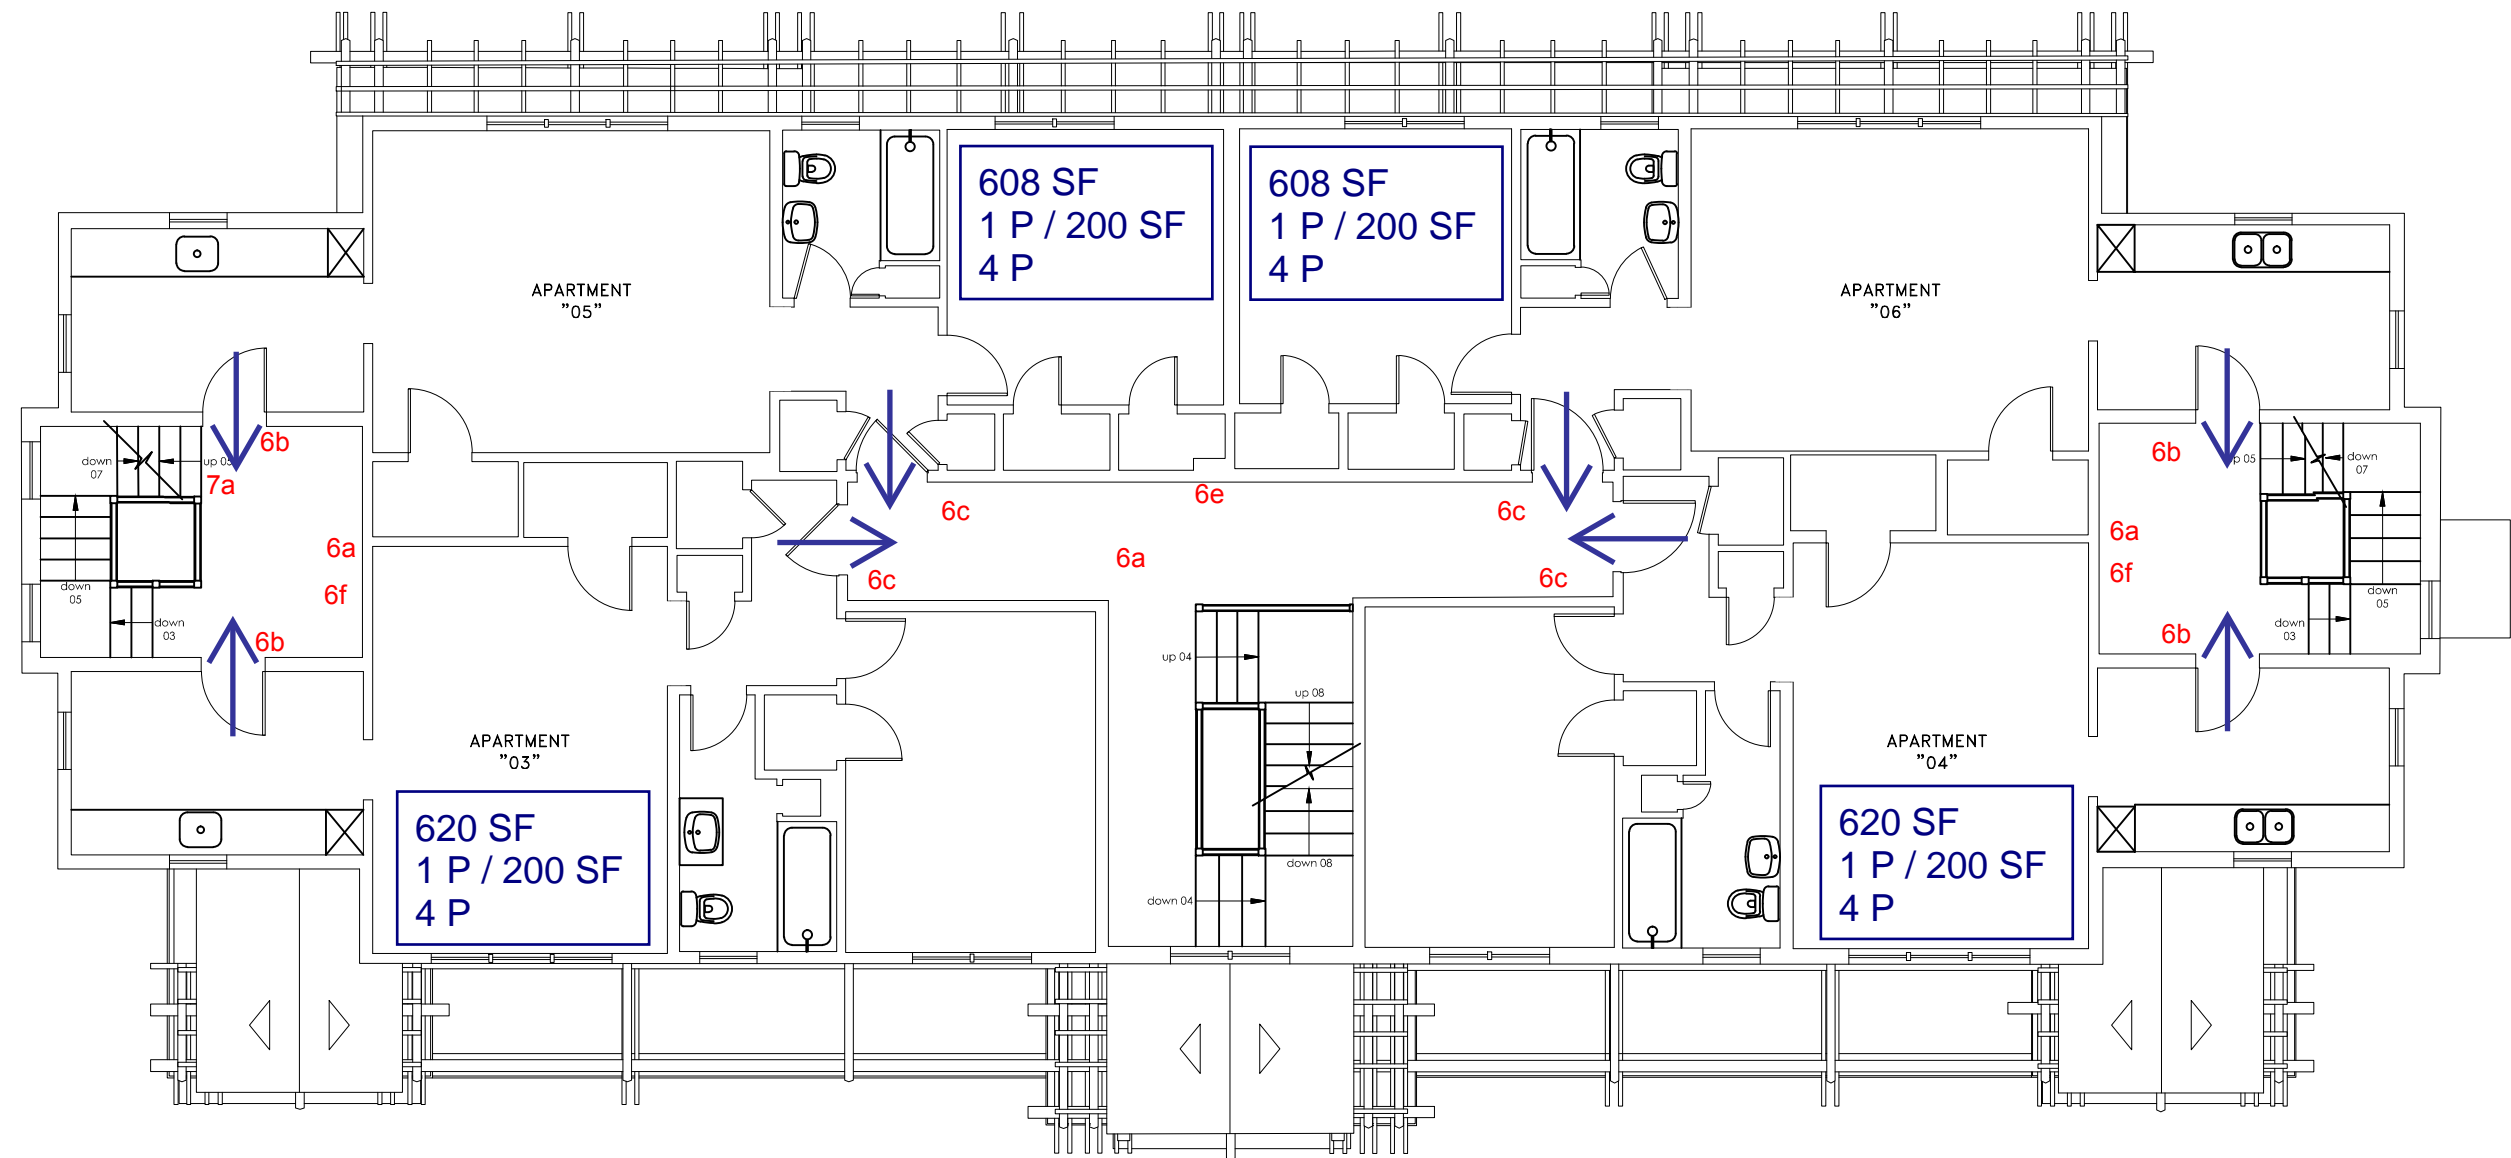 608 SF
1 P / 200 SF
4 P
608 SF
1 P / 200 SF
4 P
APARTMENT
"05"
APARTMENT
"06"
6b
down
07
up 05
7a
6c
6e
6c
6b
up 05
down
07
6a
6f
6c
6a
6c
6a
6f
down
05
down
03
6b
down
05
down
03
6b
up 04
up 08
APARTMENT
"03"
APARTMENT
"04"
620 SF
1 P / 200 SF
4 P
620 SF
1 P / 200 SF
4 P
down 08
down 04